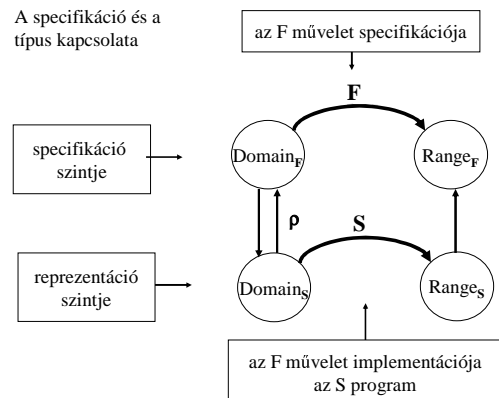 A specifikáció és a
típus kapcsolata
az F művelet specifikációja
F
specifikáció
szintje
Domain_F
Range_F
ρ
S
reprezentáció
szintje
Domain_S
Range_S
az F művelet implementációja
az S program